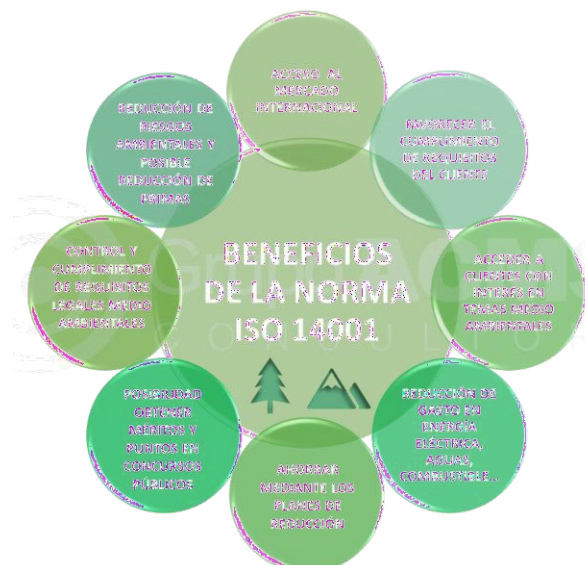 BENEFICIOS
DE LA NORMA
ISO 14001
ACCESO AL
MERCADO
INTERNACIONAL
FAVORECER EL
CUMPLIMIENTO
DE REQUISITOS
DEL CLIENTE
ACCEDER A
CLIENTES CON
INTERÉS EN
TEMAS MEDIO
AMBIENTALES
REDUCCIÓN DE
GASTO EN
ENERGÍA
ELÉCTRICA,
AGUAS,
COMBUSTIBLE...
AHORRAR
MEDIANTE LOS
PLANES DE
REDUCCIÓN
POSIBILIDAD
OBTENER
MÉRITOS Y
PUNTOS EN
CONCURSOS
PÚBLICOS
CONTROL Y
CUMPLIMIENTO
DE REQUISITOS
LEGALES MEDIO
AMBIENTALES
REDUCCIÓN DE
RIESGOS
AMBIENTALES Y
POSIBLE
REDUCCIÓN DE
PRIMAS